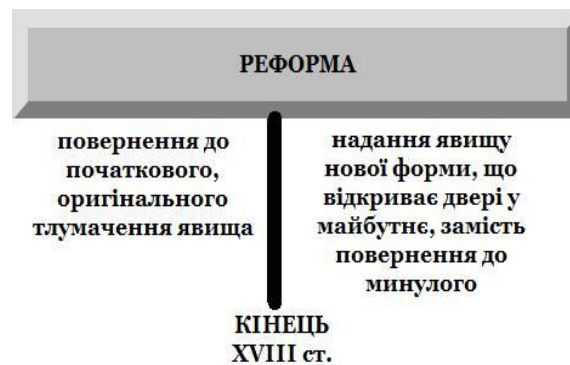 РЕФОРМА
повернення до
початкового,
оригінального
тлумачення явища
надання явищу
нової форми, що
відкриває двері у
майбутнє, замість
повернення до
минулого
КІНЕЦЬ
XVIII ст.